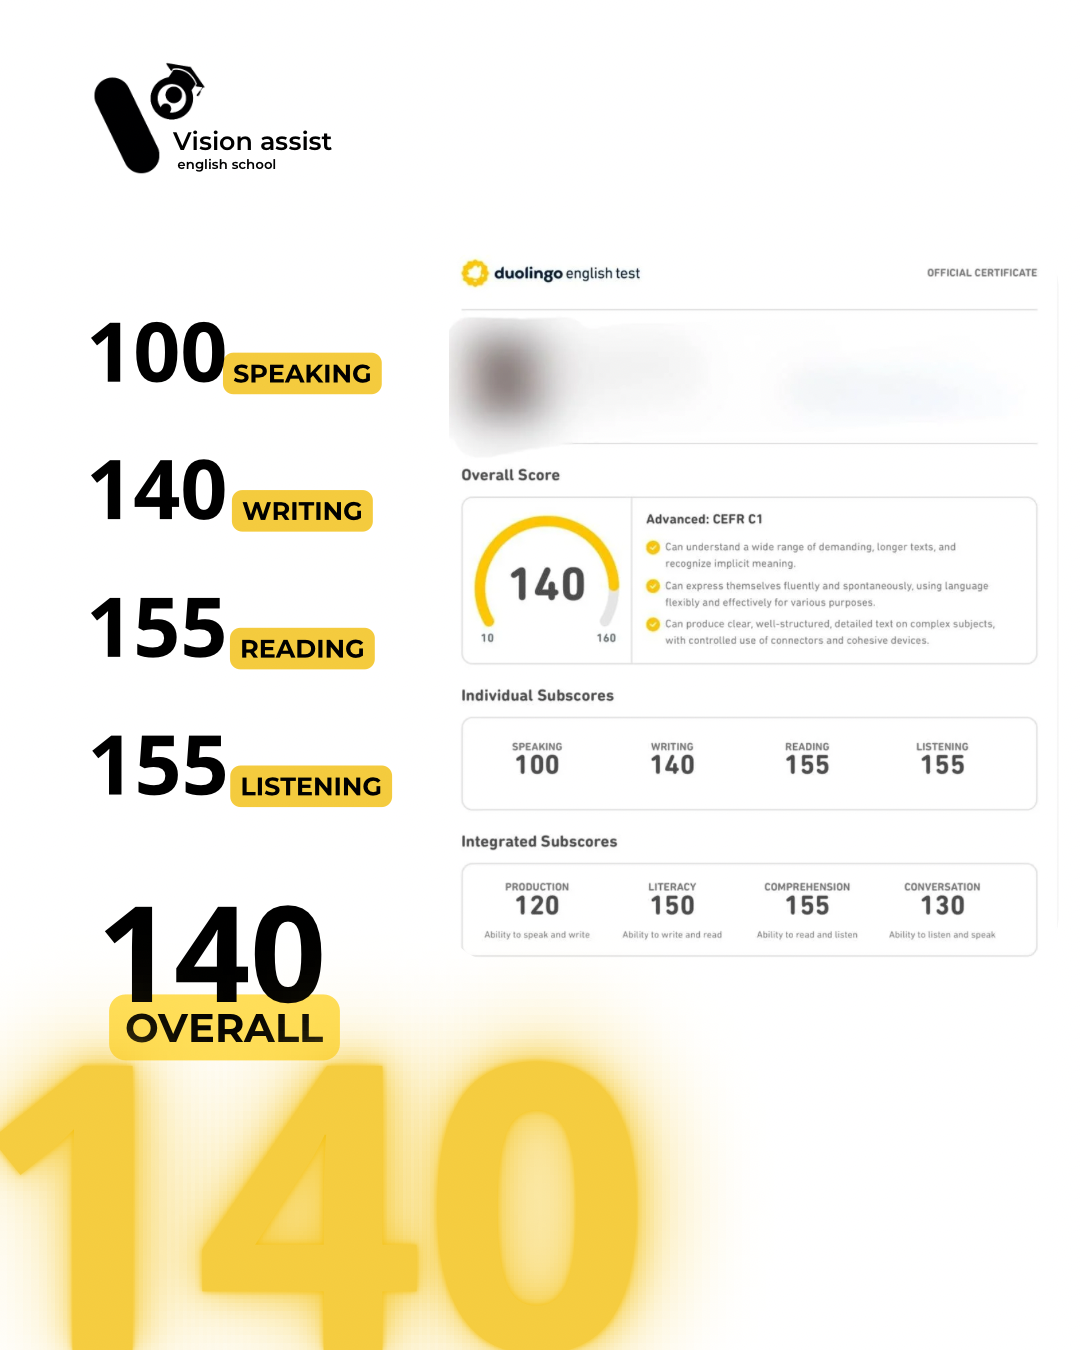 Vision assist
english school
100 SPEAKING
140 WRITING
155 READING
155 LISTENING
140
OVERALL
140
duolingo english test
OFFICIAL CERTIFICATE
Overall Score
140
10
160
Advanced: CEFR C1
Can understand a wide range of demanding, longer texts, and
recognize implicit meaning.
Can express themselves fluently and spontaneously, using language
flexibly and effectively for various purposes.
Can produce clear, well-structured, detailed text on complex subjects,
with controlled use of connectors and cohesive devices.
Individual Subscores
SPEAKING WRITING READING LISTENING
100 140 155 155
Integrated Subscores
PRODUCTION LITERACY COMPREHENSION CONVERSATION
120 150 155 130
Ability to speak and write Ability to write and read Ability to read and listen Ability to listen and speak